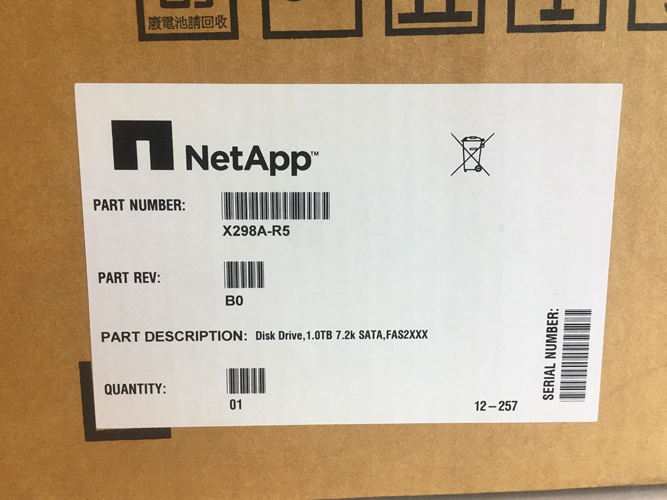 廢電池請回收
NetApp™
PART NUMBER:
X298A-R5
PART REV:
B0
PART DESCRIPTION: Disk Drive,1.0TB 7.2k SATA,FAS2XXX
QUANTITY:
01
12-257
SERIAL NUMBER: